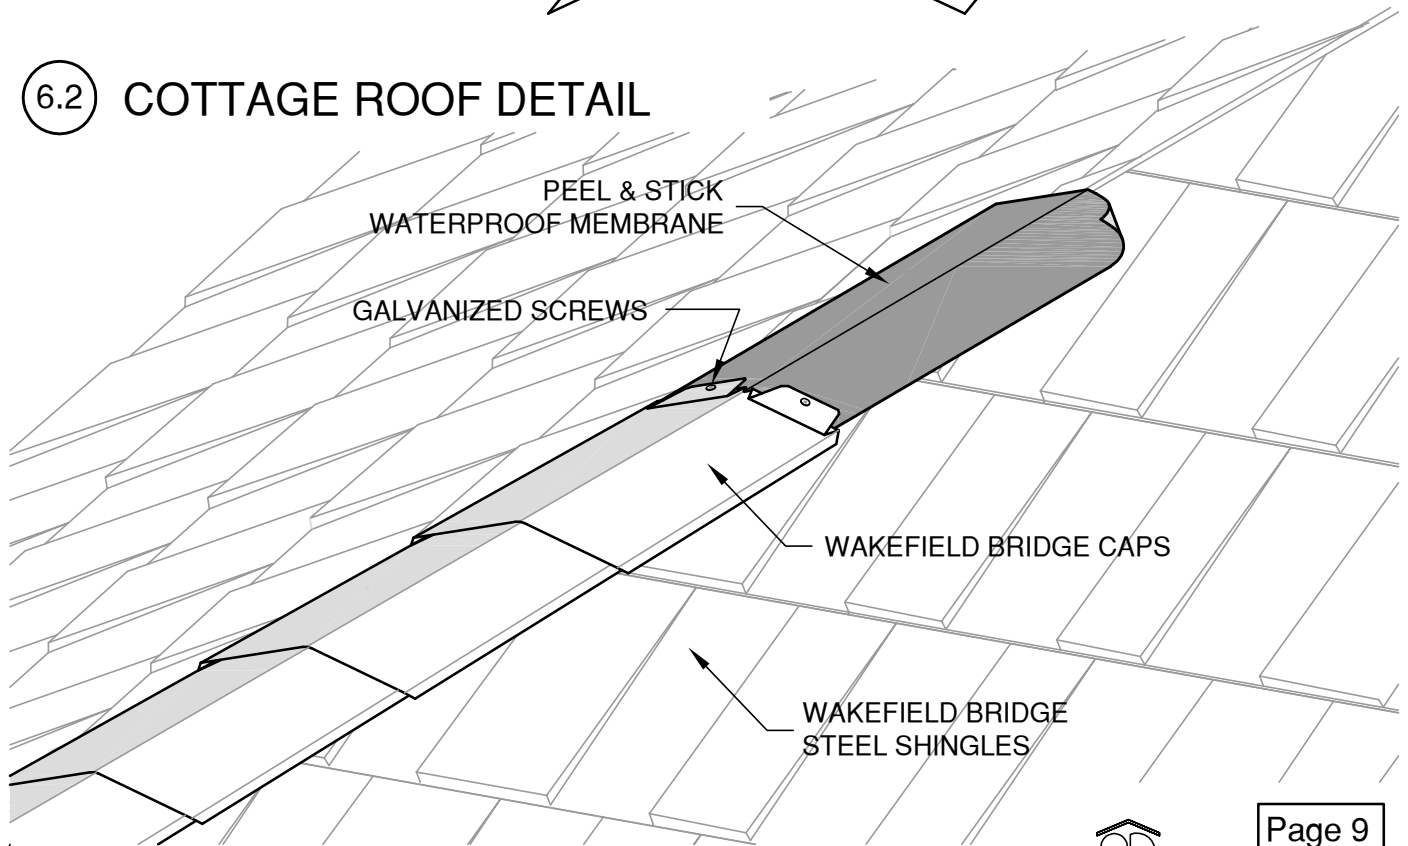 6.2 COTTAGE ROOF DETAIL
PEEL & STICK
WATERPROOF MEMBRANE
GALVANIZED SCREWS
WAKEFIELD BRIDGE CAPS
WAKEFIELD BRIDGE
STEEL SHINGLES
Page 9